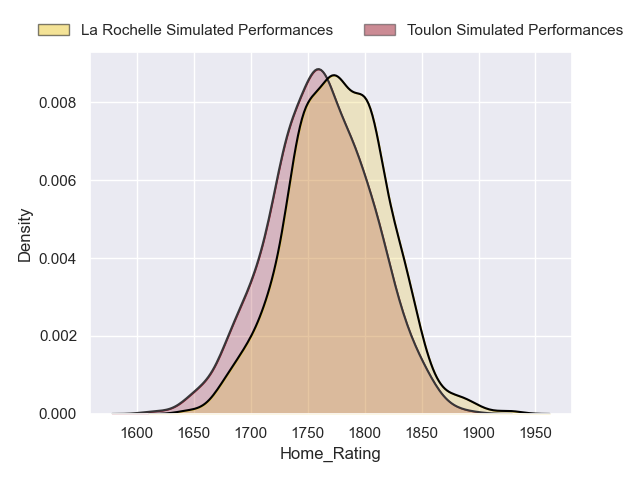 La Rochelle Simulated Performances Toulon Simulated Performances
0.008
0.006
Density
0.004
0.002
0.000
1600 1650 1700 1750 1800 1850 1900 1950
Home_Rating